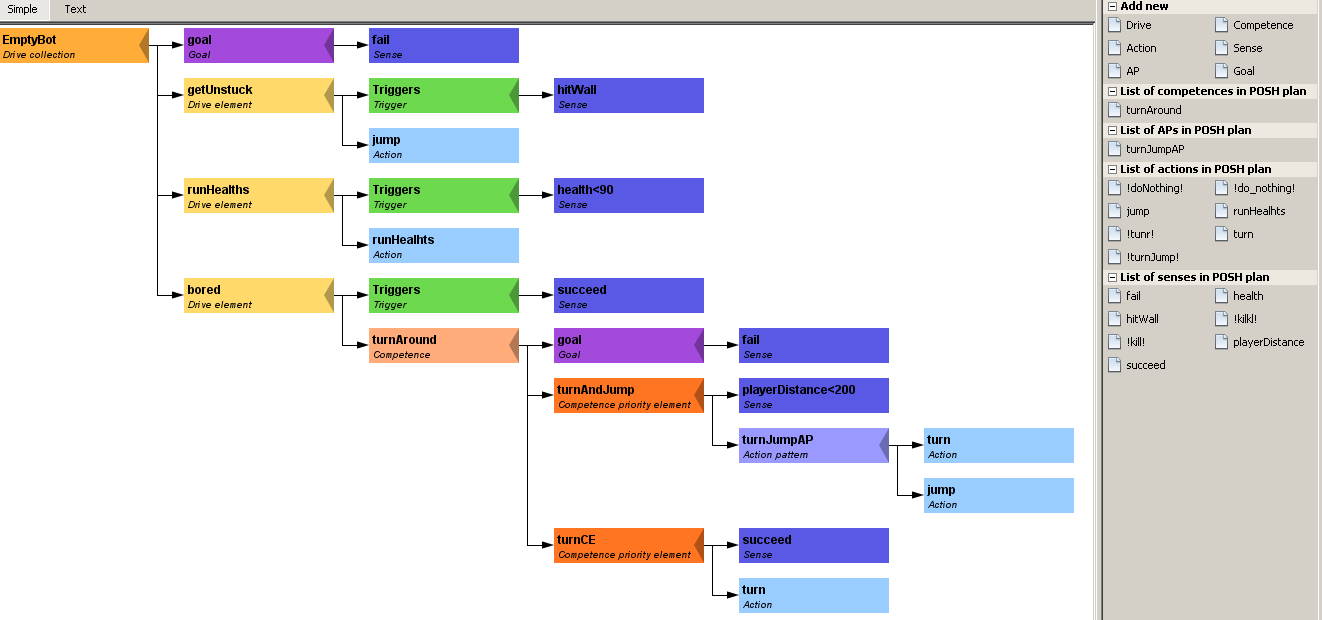 Simple Text
EmptyBot
Drive collection
goal
Goal
fail
Sense
getUnstuck
Drive element
Triggers
Trigger
hitWall
Sense
jump
Action
runHealths
Drive element
Triggers
Trigger
health<90
Sense
runHealhts
Action
bored
Drive element
Triggers
Trigger
succeed
Sense
turnAround
Competence
goal
Goal
fail
Sense
turnAndJump
Competence priority element
playerDistance<200
Sense
turnJumpAP
Action pattern
turn
Action
jump
Action
turnCE
Competence priority element
succeed
Sense
turn
Action
Add new
Drive Competence
Action Sense
AP Goal
List of competences in POSH plan
turnAround
List of APs in POSH plan
turnJumpAP
List of actions in POSH plan
!doNothing! !do_nothing!
jump runHealhts
!tunr! turn
!turnJump!
List of senses in POSH plan
fail health
hitWall !kilkl!
!kill! playerDistance
succeed